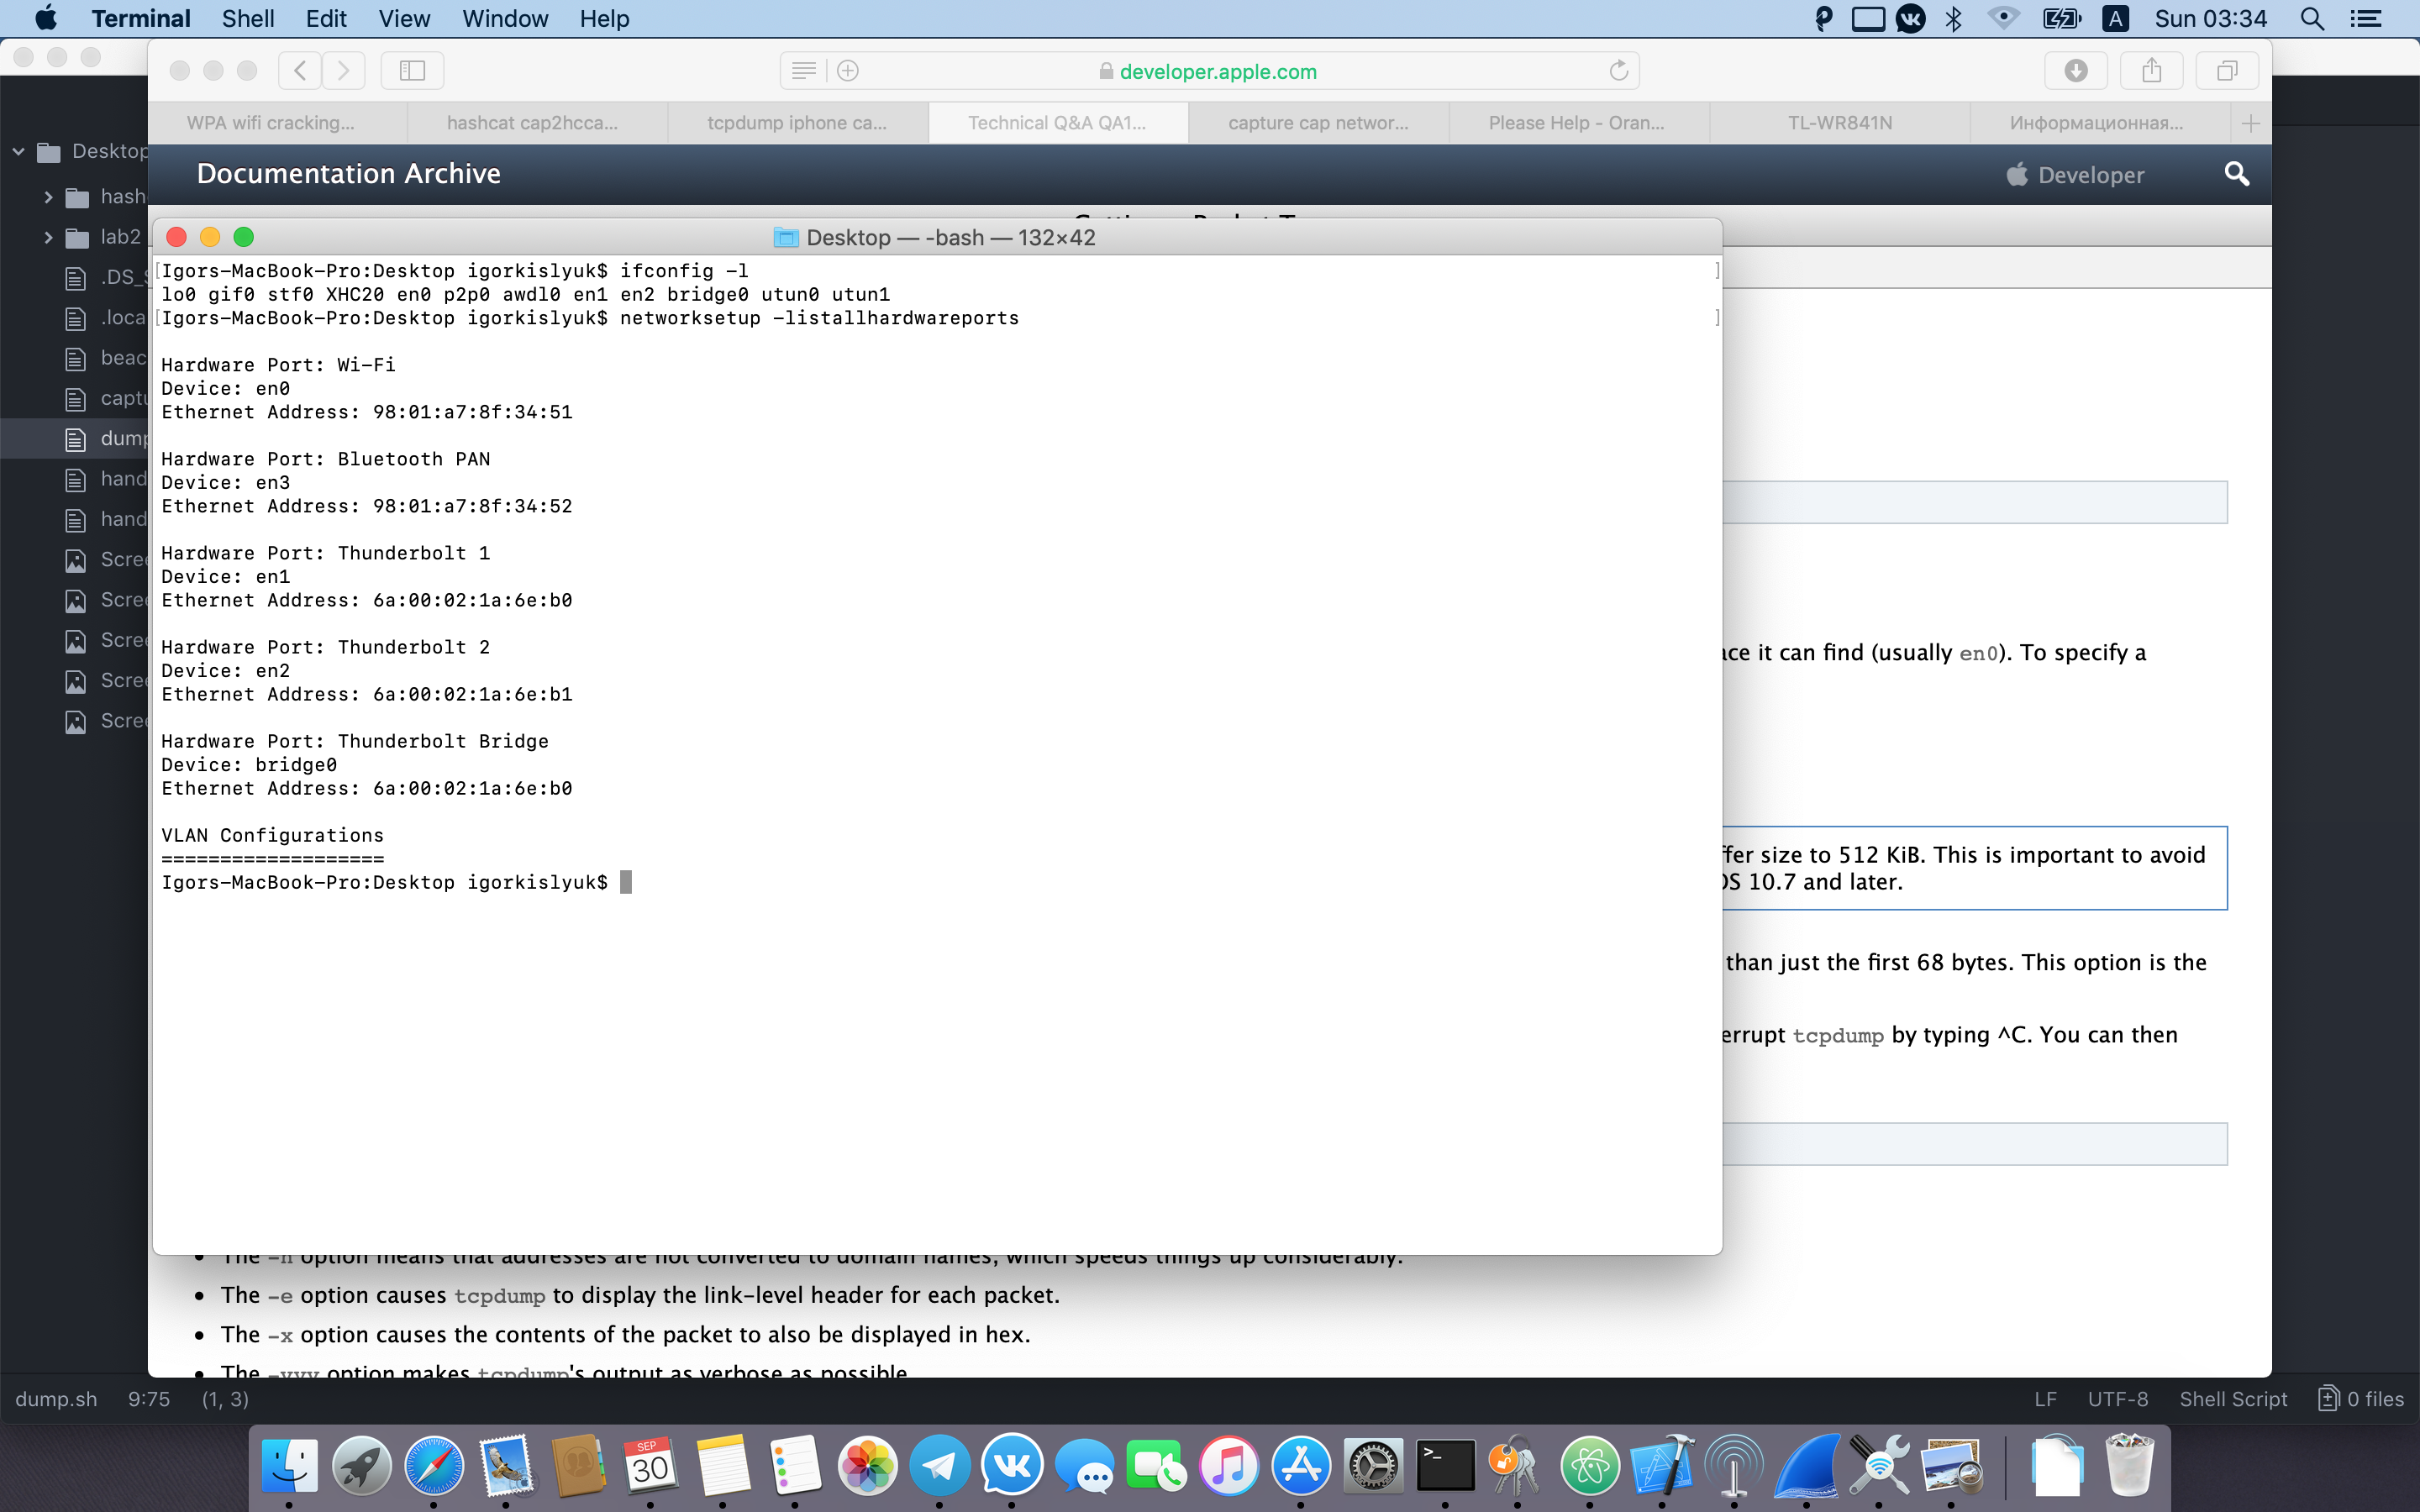 Terminal Shell Edit View Window Help
Sun 03:34
developer.apple.com
WPA wifi cracking...
hashcat cap2hcca...
tcpdump iphone ca...
Technical Q&A QA1...
capture cap networ...
Please Help - Oran...
TL-WR841N
Информационная...
Documentation Archive
Developer
Desktop
hash
lab2
.DS_S
.loca
beac
captu
dump
hand
hand
Scree
Scree
Scree
Scree
Scree
Desktop — -bash — 132×42
Igors-MacBook-Pro:Desktop igorkislyuk$ ifconfig -l
lo0 gif0 stf0 XHC20 en0 p2p0 awdl0 en1 en2 bridge0 utun0 utun1
Igors-MacBook-Pro:Desktop igorkislyuk$ networksetup -listallhardwareports
Hardware Port: Wi-Fi
Device: en0
Ethernet Address: 98:01:a7:8f:34:51
Hardware Port: Bluetooth PAN
Device: en3
Ethernet Address: 98:01:a7:8f:34:52
Hardware Port: Thunderbolt 1
Device: en1
Ethernet Address: 6a:00:02:1a:6e:b0
Hardware Port: Thunderbolt 2
Device: en2
Ethernet Address: 6a:00:02:1a:6e:b1
Hardware Port: Thunderbolt Bridge
Device: bridge0
Ethernet Address: 6a:00:02:1a:6e:b0
VLAN Configurations
===================
Igors-MacBook-Pro:Desktop igorkislyuk$
ace it can find (usually en0). To specify a
ffer size to 512 KiB. This is important to avoid
OS 10.7 and later.
than just the first 68 bytes. This option is the
errupt tcpdump by typing ^C. You can then
The -n option means that addresses are not converted to domain names, which speeds things up considerably.
• The -e option causes tcpdump to display the link-level header for each packet.
• The -x option causes the contents of the packet to also be displayed in hex.
• The -vvv option makes tcpdump's output as verbose as possible
dump.sh 9:75 (1, 3)
LF UTF-8 Shell Script 0 files
SEP
30